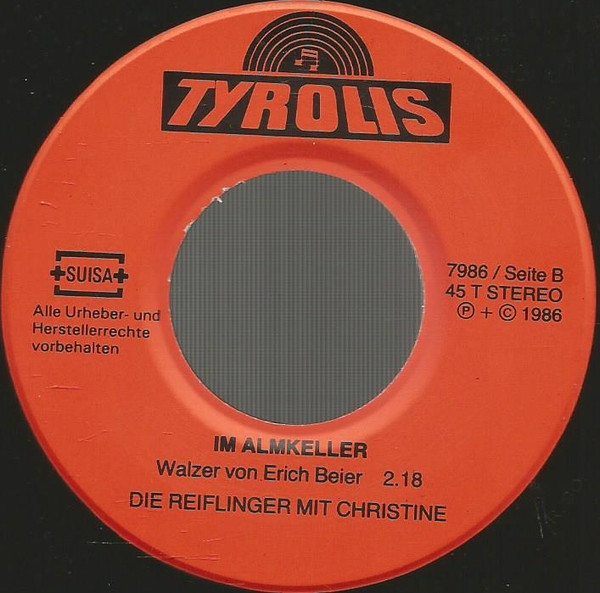 TYROLIS
+SUISA+
Alle Urheber- und
Herstellerrechte
vorbehalten
7986 / Seite B
45 T STEREO
Ⓟ + © 1986
IM ALMKELLER
Walzer von Erich Beier 2.18
DIE REIFLINGER MIT CHRISTINE